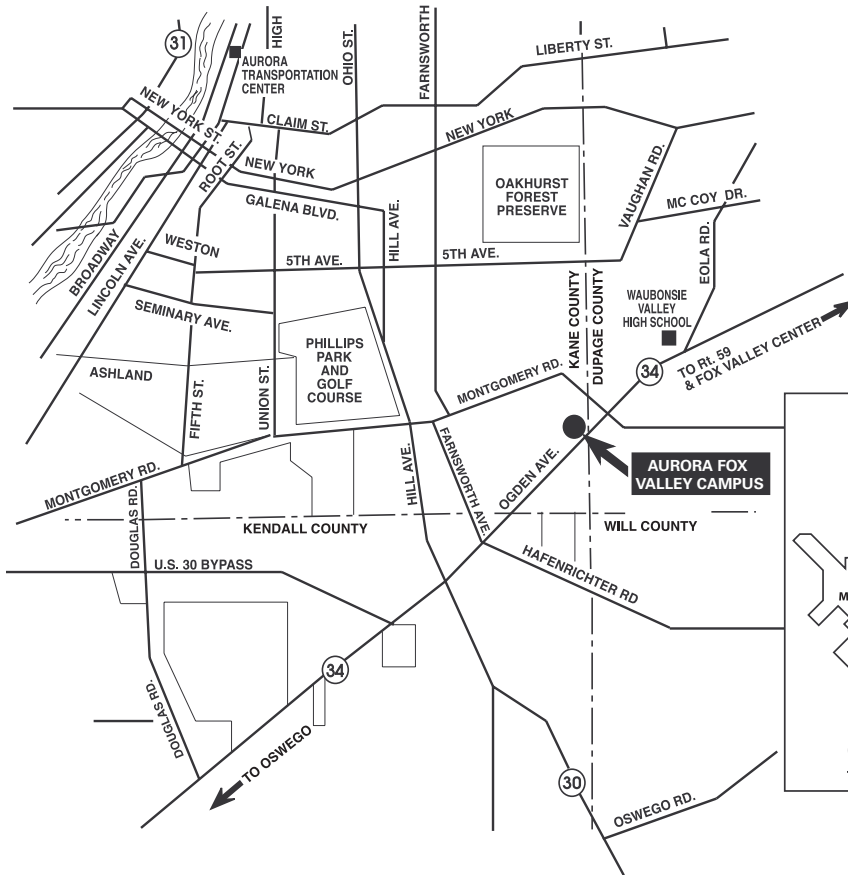 31
HIGH
OHIO ST.
FARNSWORTH
LIBERTY ST.
AURORA
TRANSPORTATION
CENTER
NEW YORK ST.
CLAIM ST.
NEW YORK
ROOT ST.
NEW YORK
VAUGHAN RD.
OAKHURST
FOREST
PRESERVE
MC COY DR.
GALENA BLVD.
HILL AVE.
WESTON
5TH AVE.
5TH AVE.
EOLA RD.
BROADWAY
LINCOLN AVE.
SEMINARY AVE.
KANE COUNTY
DUPAGE COUNTY
WAUBONSIE
VALLEY
HIGH SCHOOL
PHILLIPS
PARK
AND
GOLF
COURSE
34
TO Rt. 59
& FOX VALLEY CENTER
ASHLAND
FIFTH ST.
UNION ST.
MONTGOMERY RD.
MONTGOMERY RD.
HILL AVE.
FARNSWORTH AVE.
OGDEN AVE.
AURORA FOX
VALLEY CAMPUS
DOUGLAS RD.
KENDALL COUNTY
WILL COUNTY
U.S. 30 BYPASS
HAFENRICHTER RD
M
34
DOUGLAS RD.
TO OSWEGO
30
OSWEGO RD.